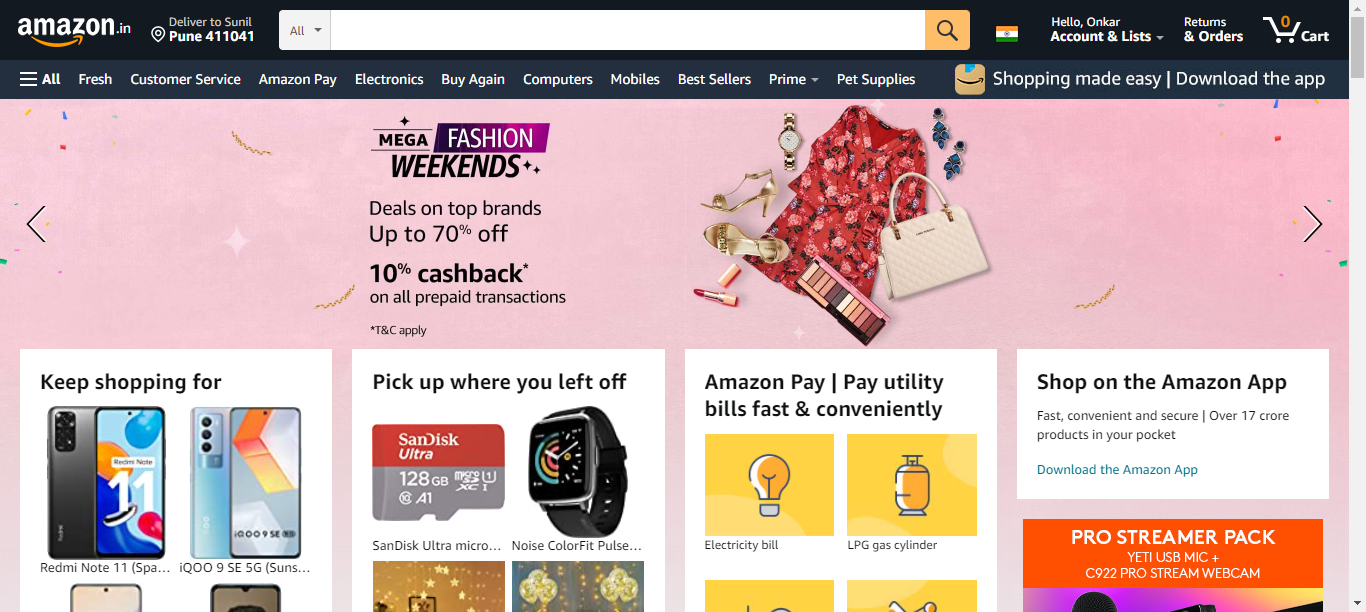 amazon.in
Deliver to Sunil
Pune 411041
All
Hello, Onkar
Account & Lists
Returns
& Orders
0
Cart
All
Fresh
Customer Service
Amazon Pay
Electronics
Buy Again
Computers
Mobiles
Best Sellers
Prime
Pet Supplies
Shopping made easy | Download the app
MEGA FASHION
WEEKENDS
Deals on top brands
Up to 70% off
10% cashback*
on all prepaid transactions
*T&C apply
Keep shopping for
Redmi Note
11
Redmi
iQOO
iQOO 9 SE
Redmi Note 11 (Spa...
iQOO 9 SE 5G (Suns...
Pick up where you left off
SanDisk
Ultra
128GB
micro
XC I
U1
10 A1
SanDisk Ultra micro...
Noise ColorFit Pulse...
Amazon Pay | Pay utility
bills fast & conveniently
Electricity bill
LPG gas cylinder
Shop on the Amazon App
Fast, convenient and secure | Over 17 crore
products in your pocket
Download the Amazon App
PRO STREAMER PACK
YETI USB MIC +
C922 PRO STREAM WEBCAM